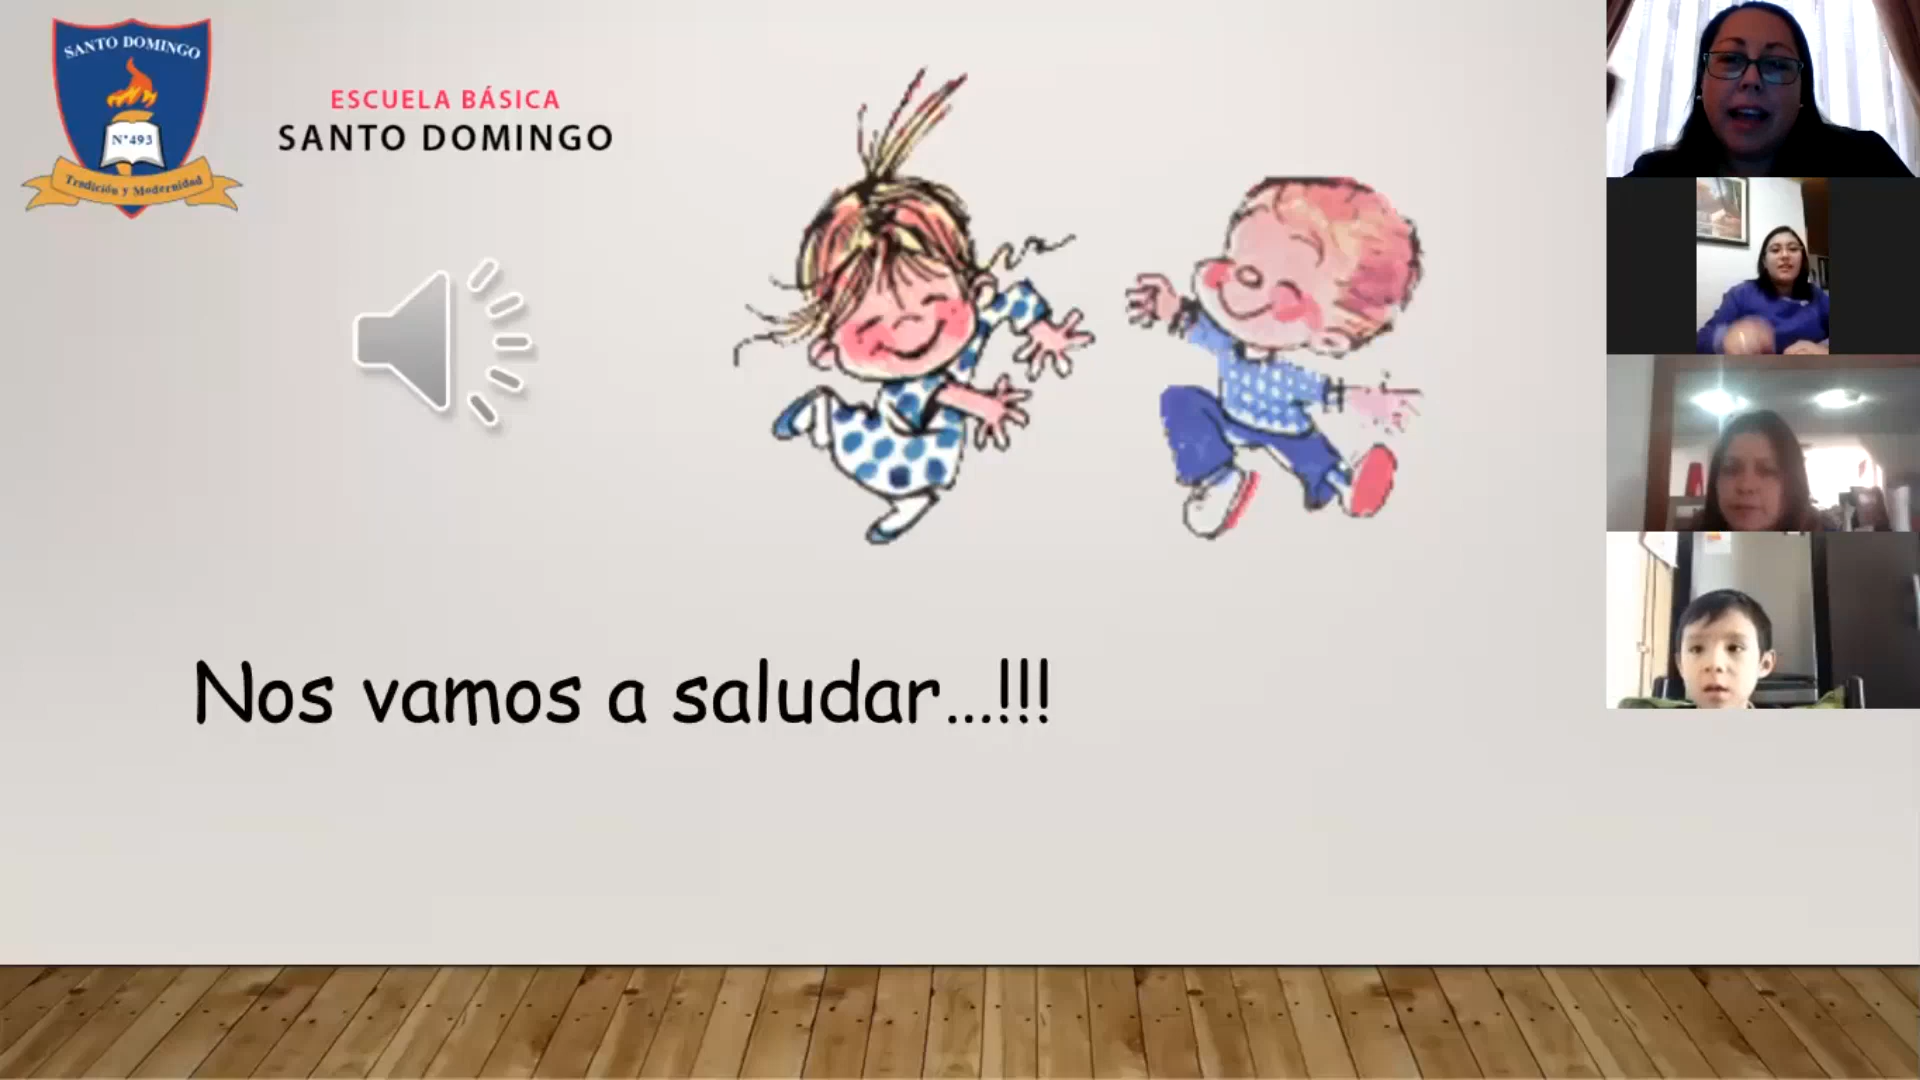 SANTO DOMINGO
N°493
Tradición y Modernidad
ESCUELA BÁSICA
SANTO DOMINGO
Nos vamos a saludar...!!!